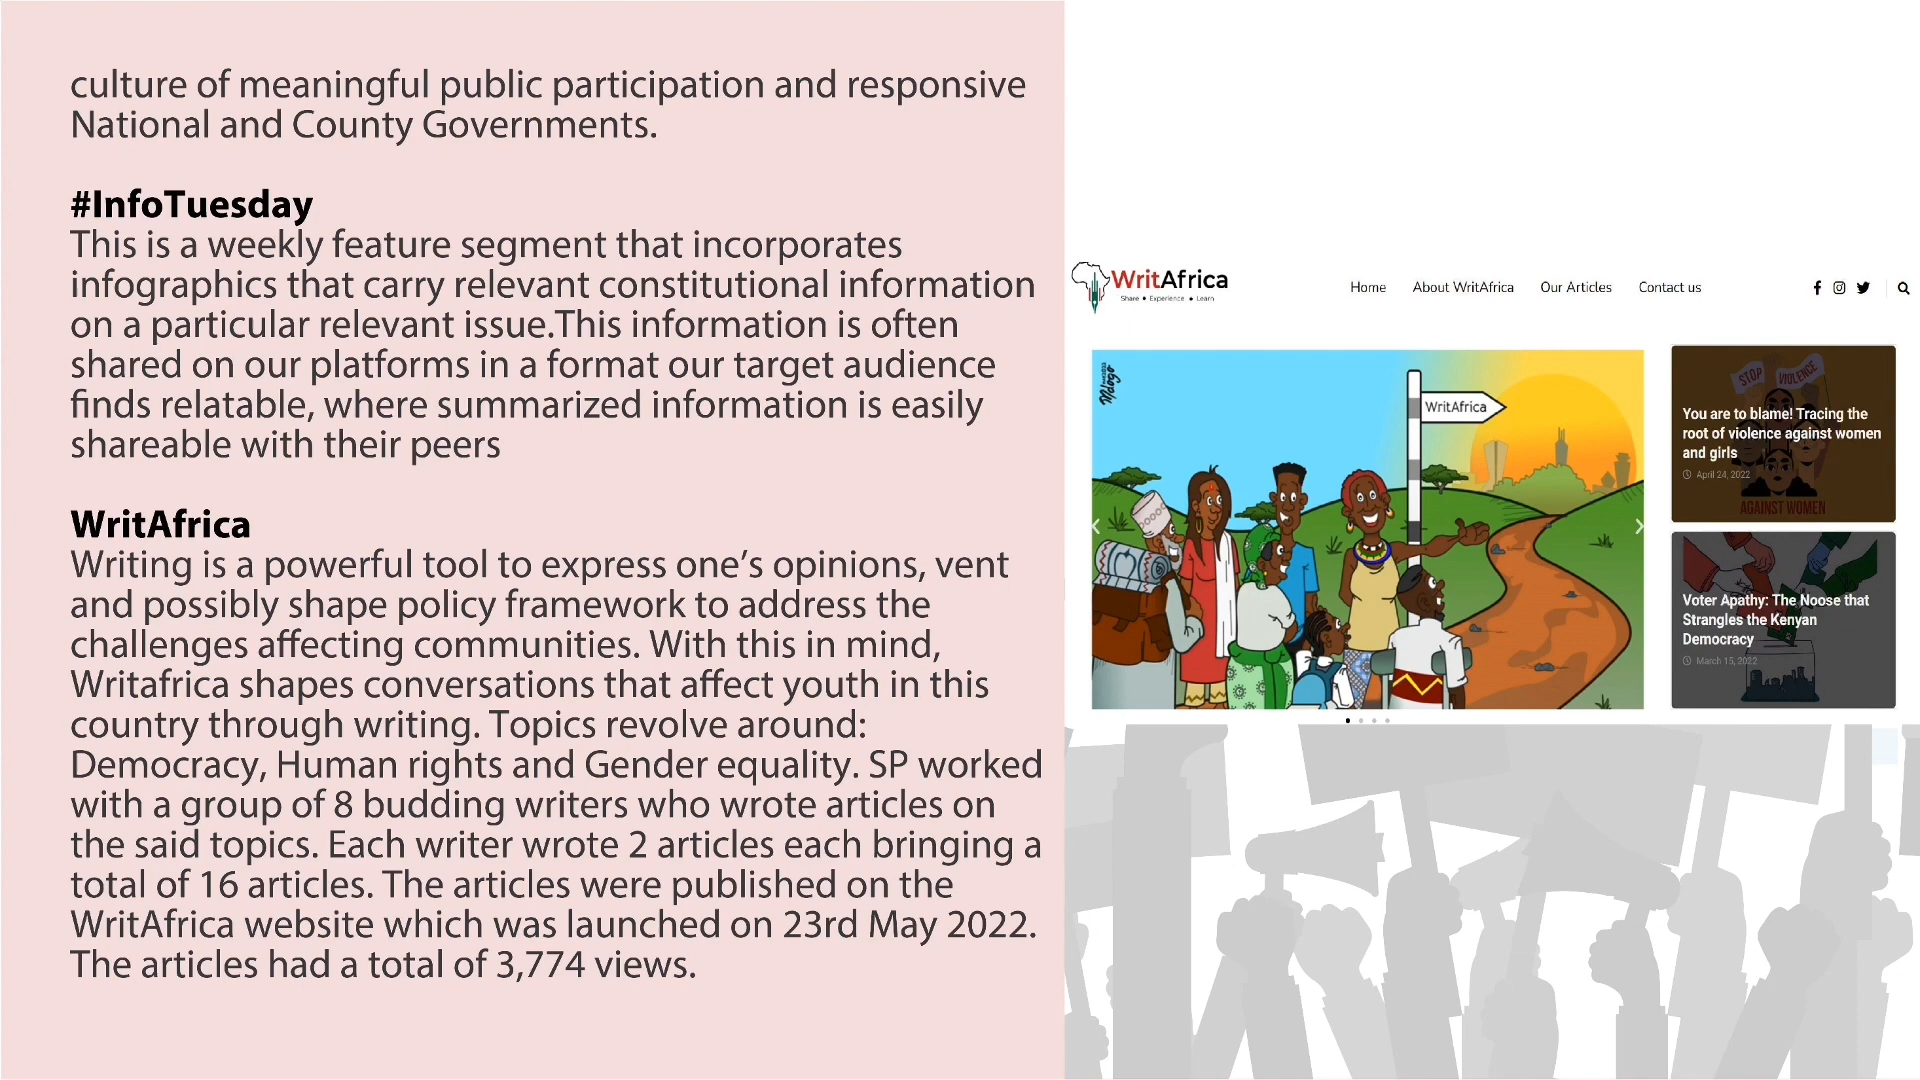 culture of meaningful public participation and responsive
National and County Governments.
#InfoTuesday
This is a weekly feature segment that incorporates
infographics that carry relevant constitutional information
on a particular relevant issue.This information is often
shared on our platforms in a format our target audience
finds relatable, where summarized information is easily
shareable with their peers
WritAfrica
Writing is a powerful tool to express one’s opinions, vent
and possibly shape policy framework to address the
challenges affecting communities. With this in mind,
Writafrica shapes conversations that affect youth in this
country through writing. Topics revolve around:
Democracy, Human rights and Gender equality. SP worked
with a group of 8 budding writers who wrote articles on
the said topics. Each writer wrote 2 articles each bringing a
total of 16 articles. The articles were published on the
WritAfrica website which was launched on 23rd May 2022.
The articles had a total of 3,774 views.
WritAfrica
Share • Experience • Learn
Home About WritAfrica Our Articles Contact us
WritAfrica
STOP VIOLENCE
You are to blame! Tracing the
root of violence against women
and girls
April 24, 2022
AGAINST WOMEN
Voter Apathy: The Noose that
Strangles the Kenyan
Democracy
March 15, 2022